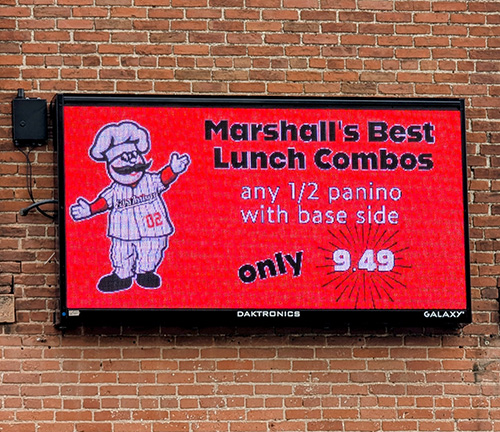 Marshall's Best
Lunch Combos
any 1/2 panino
with base side
only 9.49
02
DAKTRONICS
GALAXY